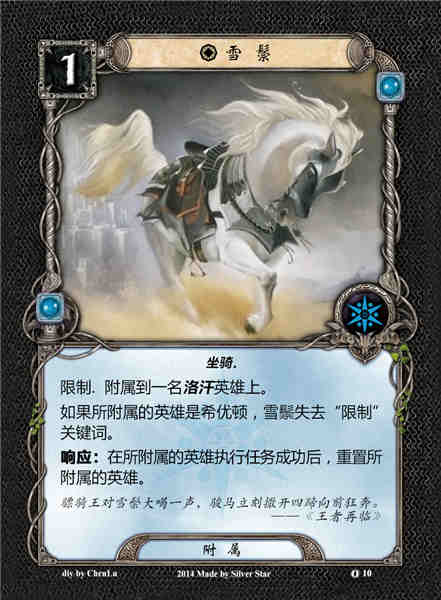 1
雪鬃
坐骑.
限制. 附属到一名洛汗英雄上。
如果所附属的英雄是希优顿，雪鬃失去“限制”
关键词。
响应：在所附属的英雄执行任务成功后，重置所
附属的英雄。
骠骑王对雪鬃大喝一声，骏马立刻撒开四蹄向前狂奔。
——《王者再临》
附属
diy by Chen1.u
2014 Made by Silver Star
10